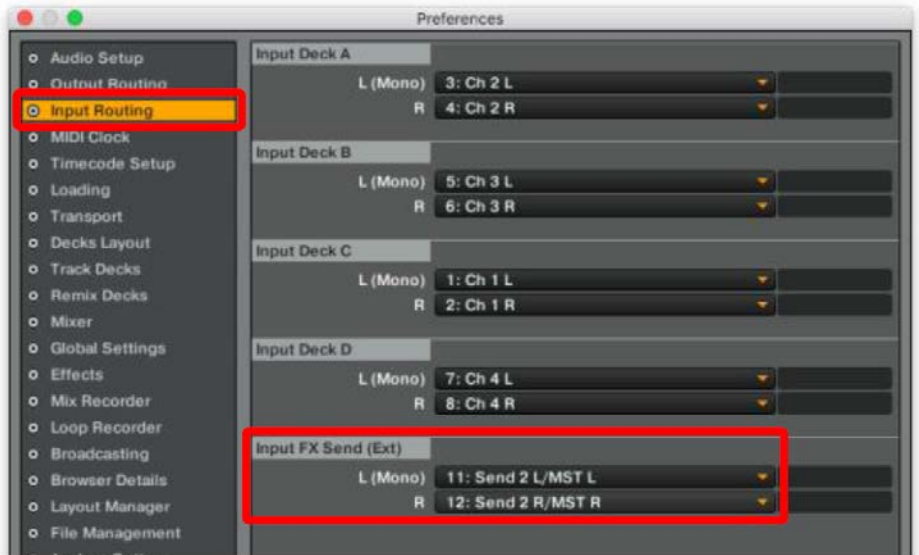 Preferences
Audio Setup
Output Routing
Input Routing
MIDI Clock
Timecode Setup
Loading
Transport
Decks Layout
Track Decks
Remix Decks
Mixer
Global Settings
Effects
Mix Recorder
Loop Recorder
Broadcasting
Browser Details
Layout Manager
File Management
Input Deck A
L (Mono) 3: Ch 2 L
R 4: Ch 2 R
Input Deck B
L (Mono) 5: Ch 3 L
R 6: Ch 3 R
Input Deck C
L (Mono) 1: Ch 1 L
R 2: Ch 1 R
Input Deck D
L (Mono) 7: Ch 4 L
R 8: Ch 4 R
Input FX Send (Ext)
L (Mono) 11: Send 2 L/MST L
R 12: Send 2 R/MST R